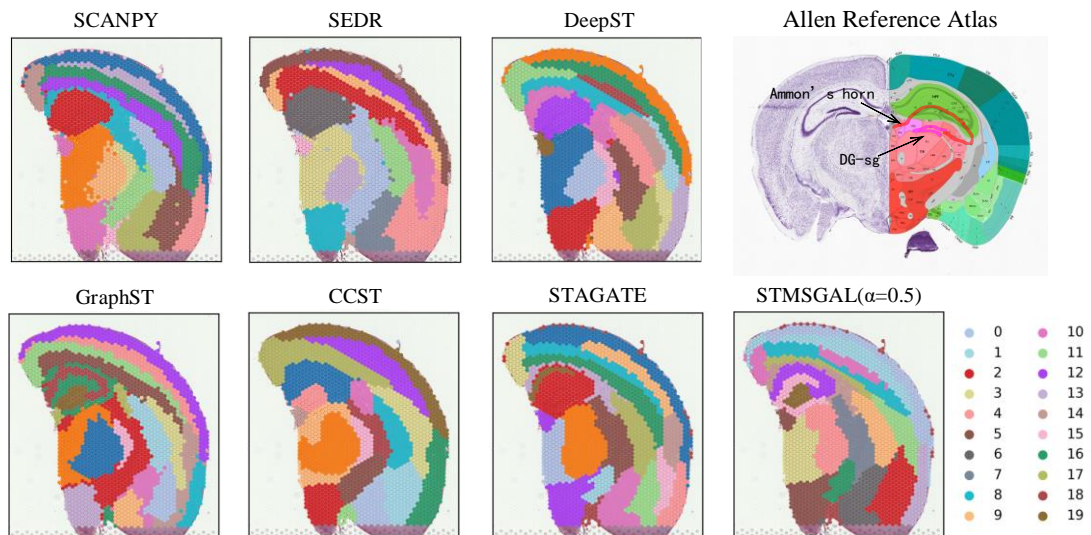 SCANPY SEDR DeepST Allen Reference Atlas
Ammon's horn
DG-sg
GraphST CCST STAGATE STMSGAL(α=0.5)
0 10
1 11
2 12
3 13
4 14
5 15
6 16
7 17
8 18
9 19